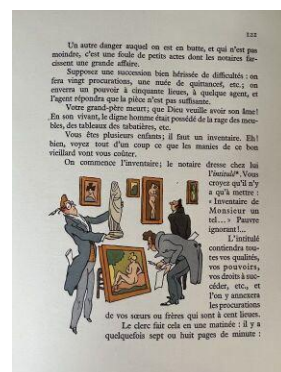 122
Un autre danger auquel on est en butte, et qui n'est pas
moindre, c'est une foule de petits actes dont les notaires far-
cissent une grande affaire.
Supposez une succession bien hérissée de difficultés : on
fera vingt procurations, une nuée de quittances, etc.; on
enverra un pouvoir à cinquante lieues, à quelque agent, et
l'agent répondra que la pièce n'est pas suffisante.
Votre grand-père meurt; que Dieu veuille avoir son âme!
En son vivant, le digne homme était possédé de la rage des meu-
bles, des tableaux, des tabatières, etc.
Vous êtes plusieurs enfants; il faut un inventaire. Eh!
bien, voyez tout d'un coup ce que les manies de ce bon
vieillard vont vous coûter.
On commence l'inventaire; le notaire dresse chez lui
l'intitulé*. Vous
croyez qu'il n'y
a qu'à mettre :
« Inventaire de
Monsieur un
tel... » Pauvre
ignorant!...
L'intitulé
contiendra tou-
tes vos qualités,
vos pouvoirs,
vos droits à suc-
céder, etc., et
l'on y annexera
les procurations
de vos sœurs ou frères qui sont à cent lieues.
Le clerc fait cela en une matinée : il y a
quelquefois sept ou huit pages de minute :